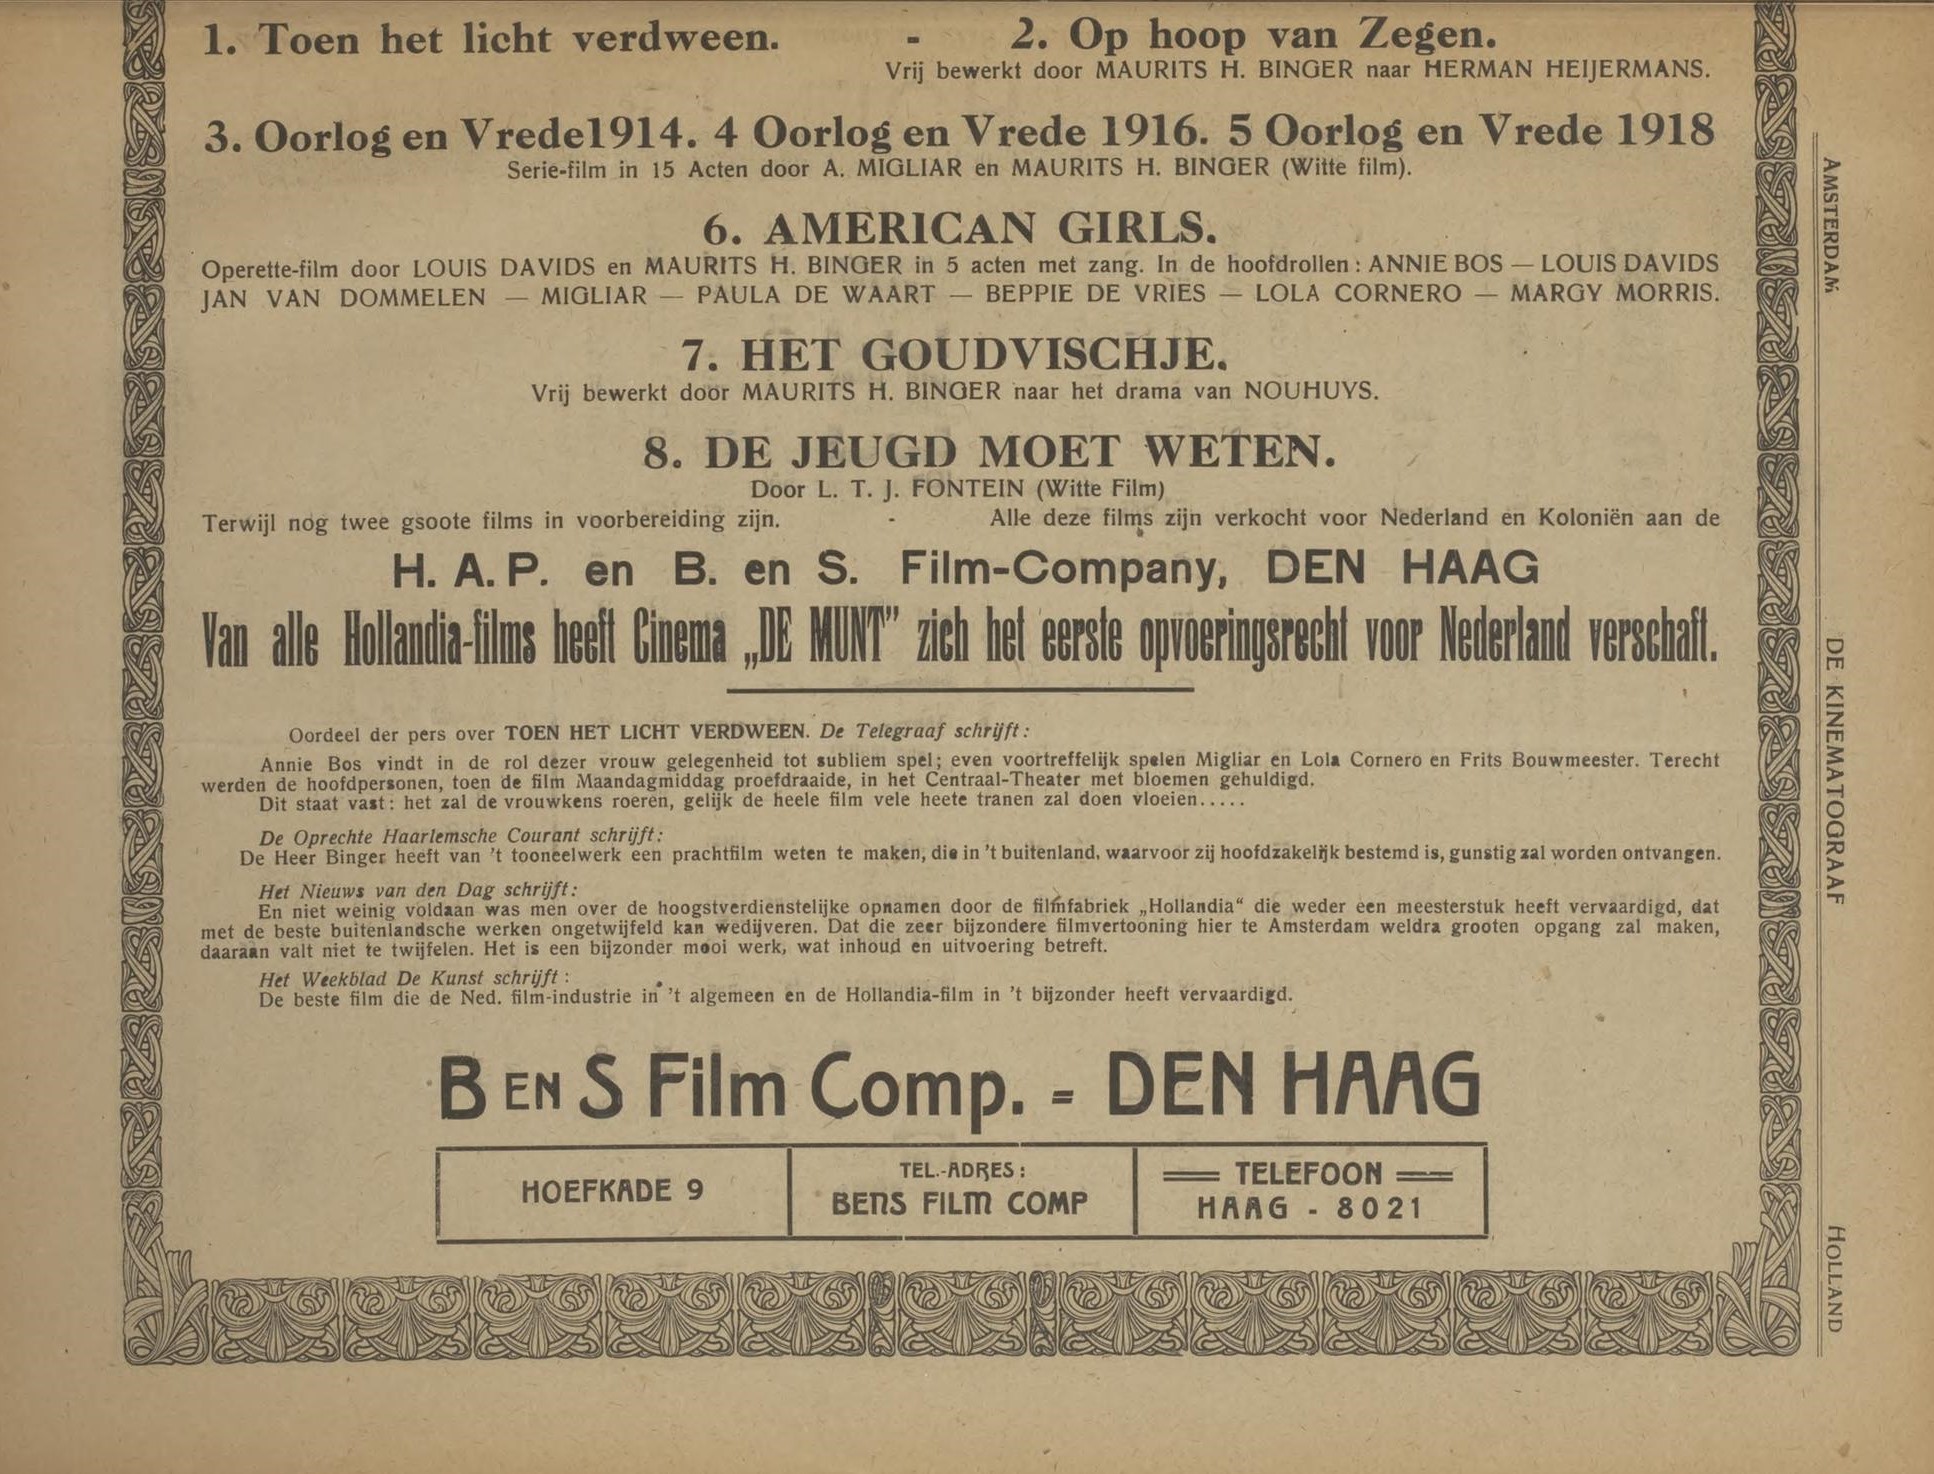 1. Toen het licht verdween. - 2. Op hoop van Zegen.
Vrij bewerkt door MAURITS H. BINGER naar HERMAN HEIJERMANS.
3. Oorlog en Vrede1914. 4 Oorlog en Vrede 1916. 5 Oorlog en Vrede 1918
Serie-film in 15 Acten door A. MIGLIAR en MAURITS H. BINGER (Witte film).
6. AMERICAN GIRLS.
Operette-film door LOUIS DAVIDS en MAURITS H. BINGER in 5 acten met zang. In de hoofdrollen: ANNIE BOS — LOUIS DAVIDS
JAN VAN DOMMELEN — MIGLIAR — PAULA DE WAART — BEPPIE DE VRIES — LOLA CORNERO — MARGY MORRIS.
7. HET GOUDVISCHJE.
Vrij bewerkt door MAURITS H. BINGER naar het drama van NOUHUYS.
8. DE JEUGD MOET WETEN.
Door L. T. J. FONTEIN (Witte Film)
Terwijl nog twee gsoote films in voorbereiding zijn. - Alle deze films zijn verkocht voor Nederland en Koloniën aan de
H. A. P. en B. en S. Film-Company, DEN HAAG
Van alle Hollandia-films heeft Cinema „DE MUNT" zich het eerste opvoeringsrecht voor Nederland verschaft.
Oordeel der pers over TOEN HET LICHT VERDWEEN. De Telegraaf schrijft:
Annie Bos vindt in de rol dezer vrouw gelegenheid tot subliem spel; even voortreffelijk spelen Migliar en Lola Cornero en Frits Bouwmeester. Terecht
werden de hoofdpersonen, toen de film Maandagmiddag proefdraaide, in het Centraal-Theater met bloemen gehuldigd.
Dit staat vast: het zal de vrouwkens roeren, gelijk de heele film vele heete tranen zal doen vloeien.....
De Oprechte Haarlemsche Courant schrijft:
De Heer Binger heeft van 't tooneelwerk een prachtfilm weten te maken, die in 't buitenland, waarvoor zij hoofdzakelijk bestemd is, gunstig zal worden ontvangen.
Het Nieuws van den Dag schrijft:
En niet weinig voldaan was men over de hoogstverdienstelijke opnamen door de filmfabriek „Hollandia" die weder een meesterstuk heeft vervaardigd, dat
met de beste buitenlandsche werken ongetwijfeld kan wedijveren. Dat die zeer bijzondere filmvertooning hier te Amsterdam weldra grooten opgang zal maken,
daaraan valt niet te twijfelen. Het is een bijzonder mooi werk, wat inhoud en uitvoering betreft.
Het Weekblad De Kunst schrijft:
De beste film die de Ned. film-industrie in 't algemeen en de Hollandia-film in 't bijzonder heeft vervaardigd.
B EN S Film Comp. = DEN HAAG
HOEFKADE 9
TEL.-ADRES:
BENS FILM COMP
TELEFOON
HAAG - 8021
AMSTERDAM
DE KINEMATOGRAAF
HOLLAND